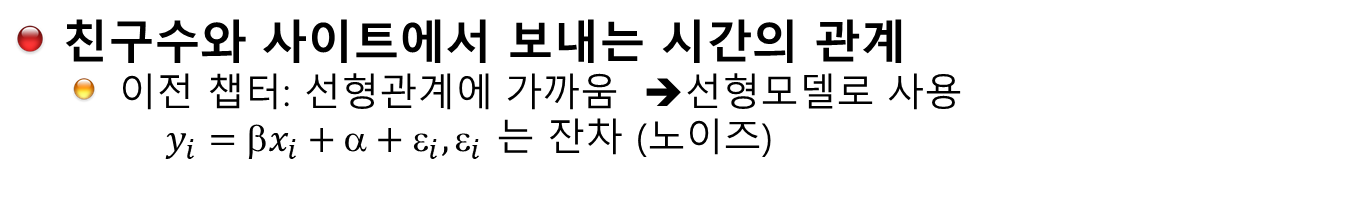 친구수와 사이트에서 보내는 시간의 관계
이전 챕터: 선형관계에 가까움 ➔선형모델로 사용
yᵢ = βxᵢ + α + εᵢ, εᵢ 는 잔차 (노이즈)